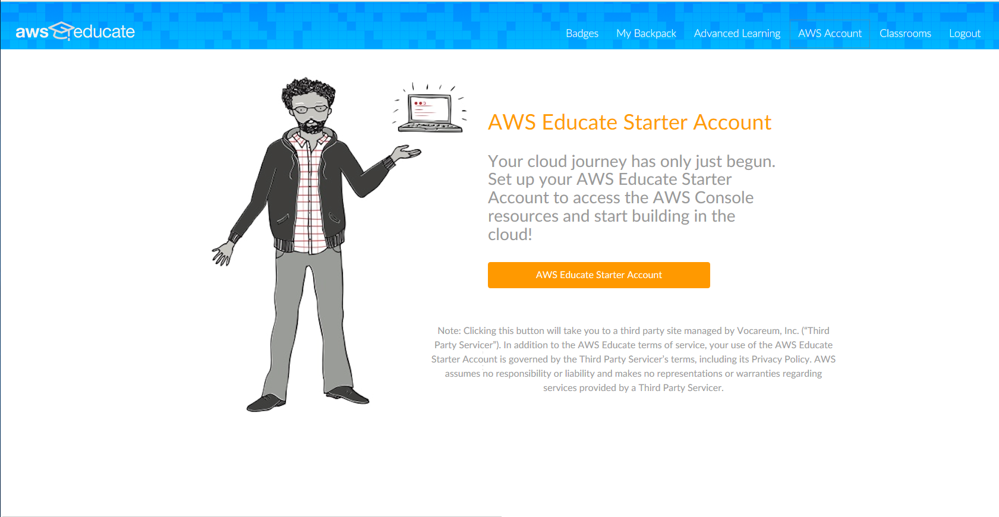 aws educate
Badges My Backpack Advanced Learning AWS Account Classrooms Logout
AWS Educate Starter Account
Your cloud journey has only just begun.
Set up your AWS Educate Starter
Account to access the AWS Console
resources and start building in the
cloud!
AWS Educate Starter Account
Note: Clicking this button will take you to a third party site managed by Vocareum, Inc. (“Third
Party Servicer”). In addition to the AWS Educate terms of service, your use of the AWS Educate
Starter Account is governed by the Third Party Servicer’s terms, including its Privacy Policy. AWS
assumes no responsibility or liability and makes no representations or warranties regarding
services provided by a Third Party Servicer.